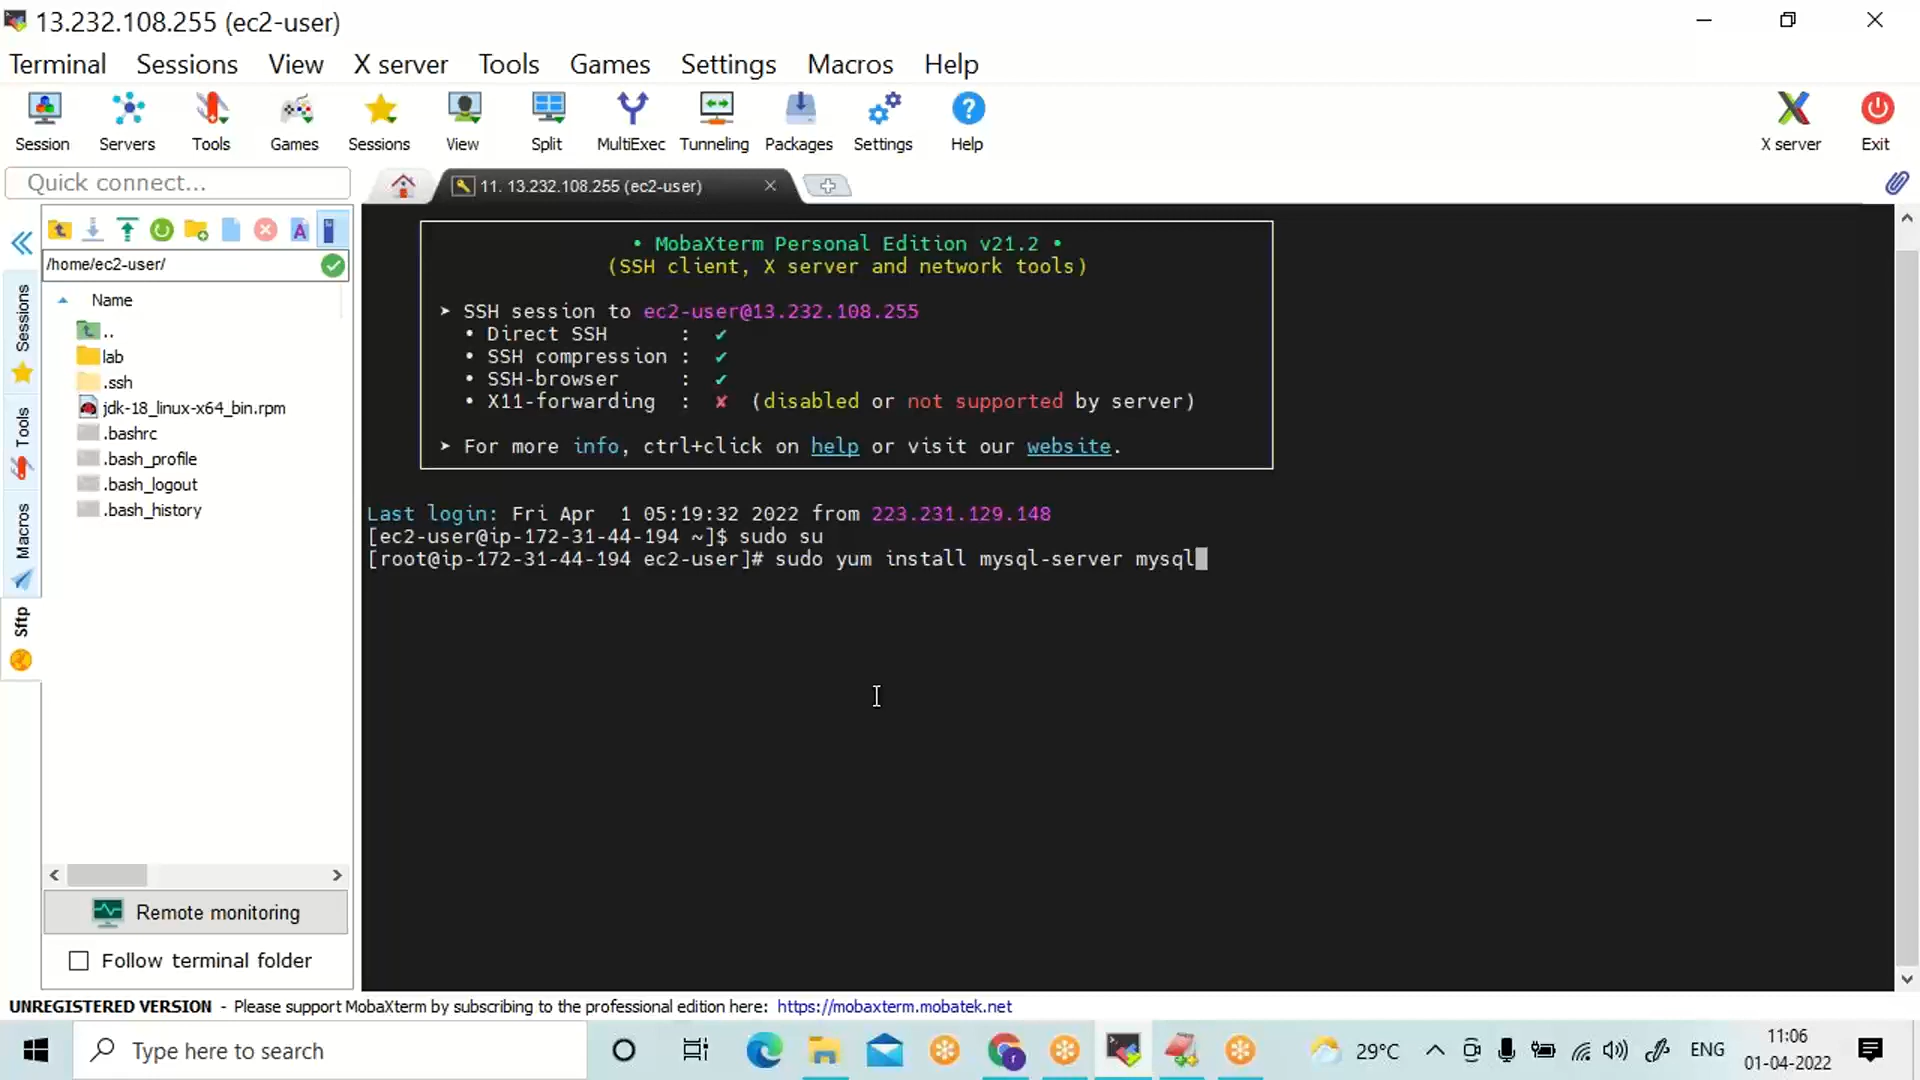 13.232.108.255 (ec2-user)
Terminal Sessions View X server Tools Games Settings Macros Help
Session Servers Tools Games Sessions View Split MultiExec Tunneling Packages Settings Help X server Exit
Quick connect...
11. 13.232.108.255 (ec2-user)
/home/ec2-user/
Name
..
lab
.ssh
jdk-18_linux-x64_bin.rpm
.bashrc
.bash_profile
.bash_logout
.bash_history
Sessions
Tools
Macros
Sftp
Remote monitoring
Follow terminal folder
• MobaXterm Personal Edition v21.2 •
(SSH client, X server and network tools)
➤ SSH session to ec2-user@13.232.108.255
• Direct SSH : ✔
• SSH compression : ✔
• SSH-browser : ✔
• X11-forwarding : ✘ (disabled or not supported by server)
➤ For more info, ctrl+click on help or visit our website.
Last login: Fri Apr 1 05:19:32 2022 from 223.231.129.148
[ec2-user@ip-172-31-44-194 ~]$ sudo su
[root@ip-172-31-44-194 ec2-user]# sudo yum install mysql-server mysql
UNREGISTERED VERSION - Please support MobaXterm by subscribing to the professional edition here: https://mobaxterm.mobatek.net
Type here to search
29°C
ENG
11:06
01-04-2022